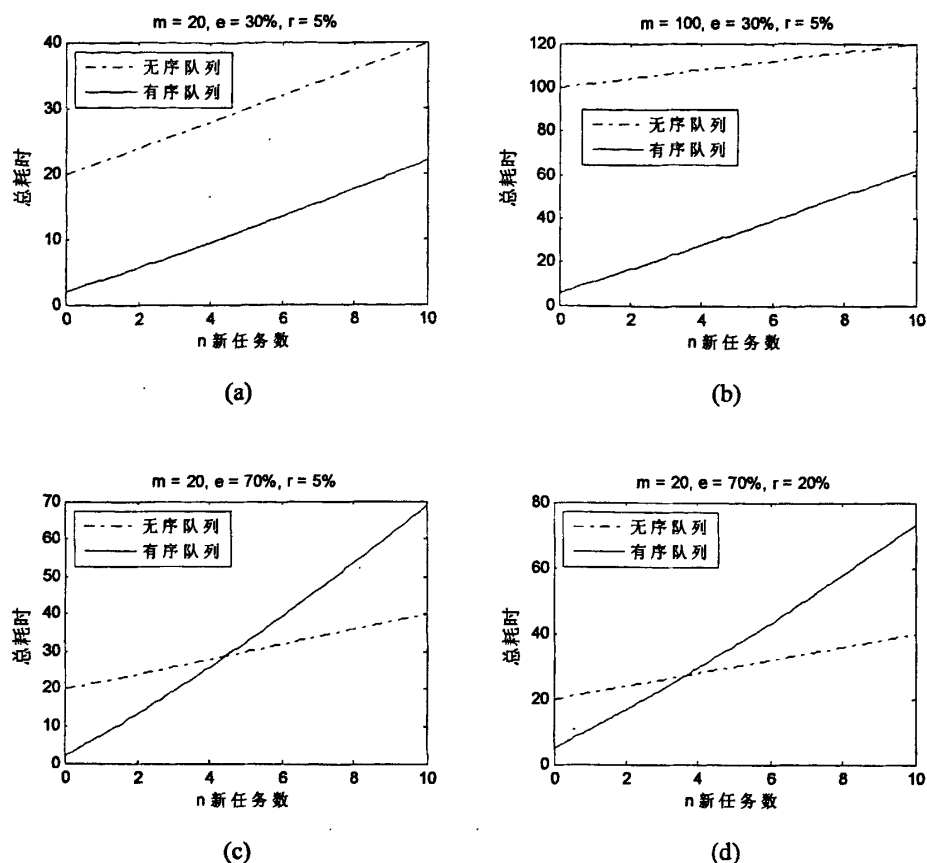 m = 20, e = 30%, r = 5%
40
30
20
10
0
总耗时
无序队列
有序队列
0 2 4 6 8 10
n 新任务数
(a)
m = 100, e = 30%, r = 5%
120
100
80
60
40
20
0
总耗时
无序队列
有序队列
0 2 4 6 8 10
n 新任务数
(b)
m = 20, e = 70%, r = 5%
70
60
50
40
30
20
10
0
总耗时
无序队列
有序队列
0 2 4 6 8 10
n 新任务数
(c)
m = 20, e = 70%, r = 20%
80
60
40
20
0
总耗时
无序队列
有序队列
0 2 4 6 8 10
n 新任务数
(d)